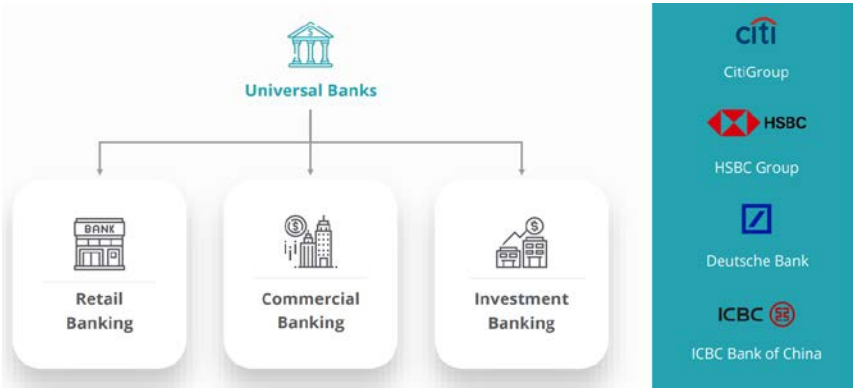 Universal Banks
BANK
Retail
Banking
Commercial
Banking
Investment
Banking
citi
CitiGroup
HSBC
HSBC Group
Deutsche Bank
ICBC
ICBC Bank of China